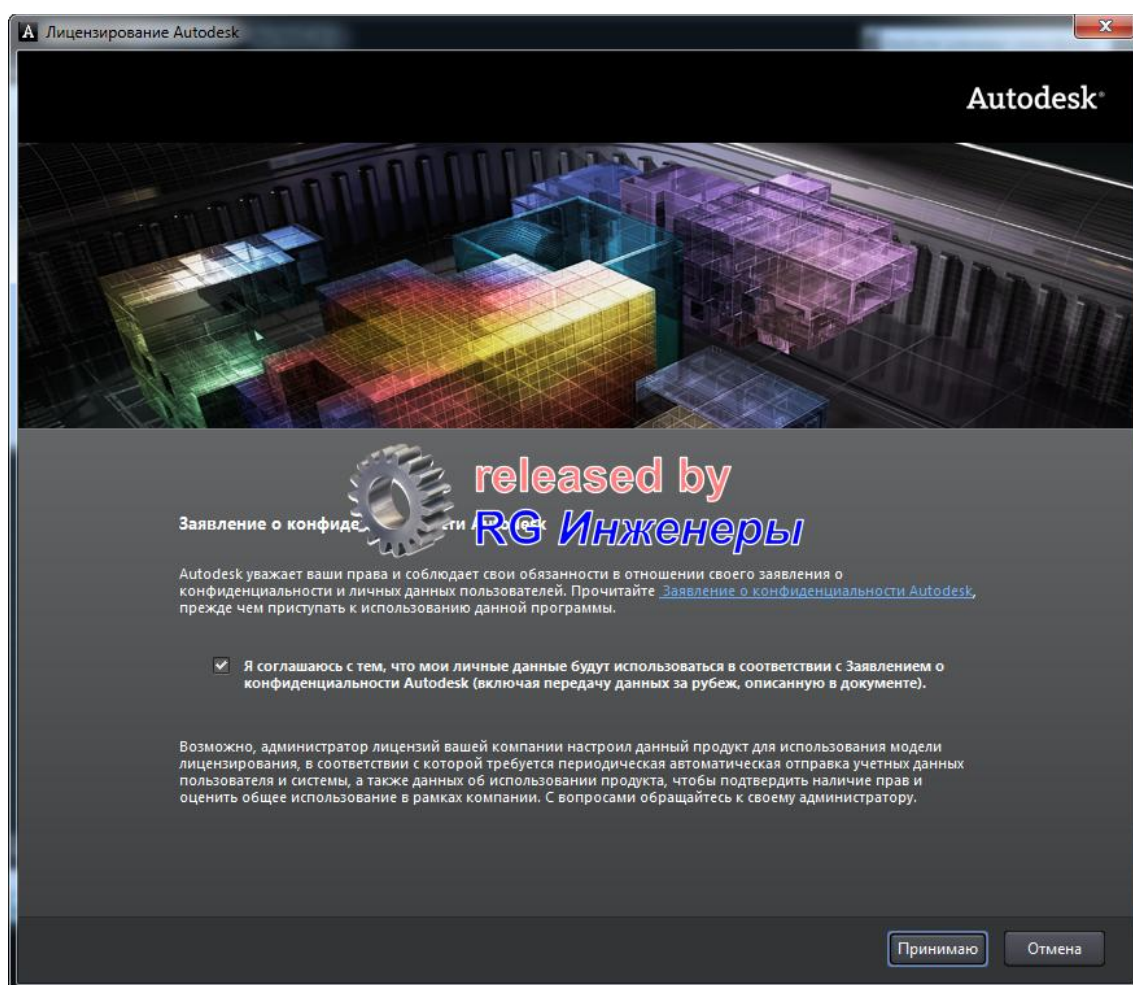 Лицензирование Autodesk
Autodesk
released by
RG Инженеры
Заявление о конфиде ти Autodesk
Autodesk уважает ваши права и соблюдает свои обязанности в отношении своего заявления о
конфиденциальности и личных данных пользователей. Прочитайте Заявление о конфиденциальности Autodesk,
прежде чем приступать к использованию данной программы.
Я соглашаюсь с тем, что мои личные данные будут использоваться в соответствии с Заявлением о
конфиденциальности Autodesk (включая передачу данных за рубеж, описанную в документе).
Возможно, администратор лицензий вашей компании настроил данный продукт для использования модели
лицензирования, в соответствии с которой требуется периодическая автоматическая отправка учетных данных
пользователя и системы, а также данных об использовании продукта, чтобы подтвердить наличие прав и
оценить общее использование в рамках компании. С вопросами обращайтесь к своему администратору.
Принимаю
Отмена